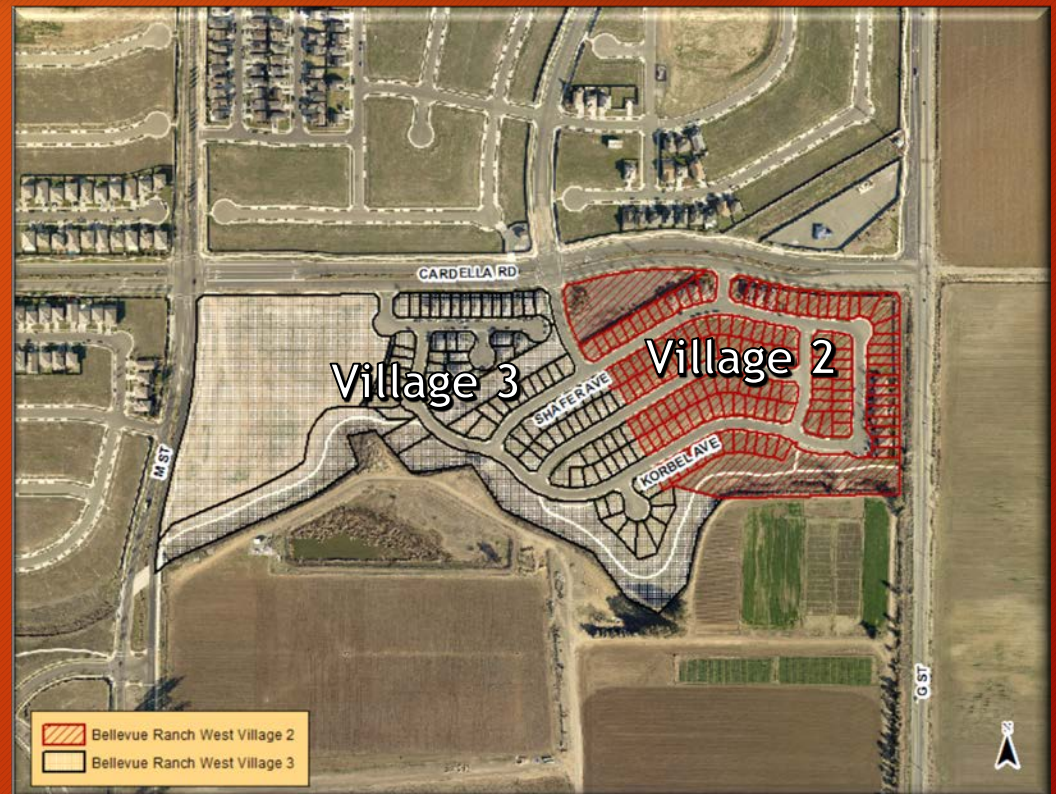 CARDELLA RD
Village 2
Village 3
SHAFER AVE
KORBEL AVE
M ST
G ST
Bellevue Ranch West Village 2
Bellevue Ranch West Village 3